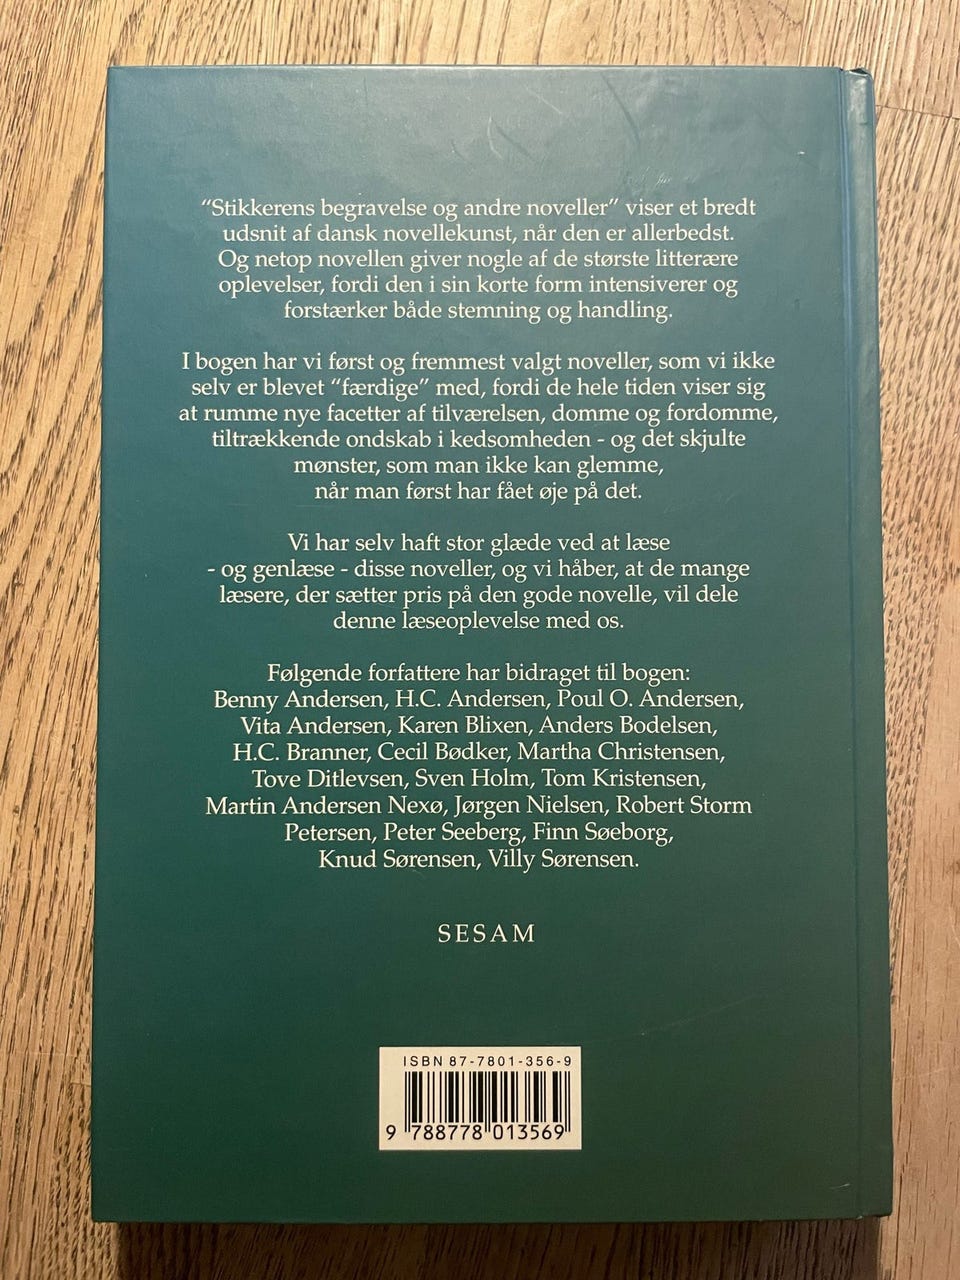 “Stikkerens begravelse og andre noveller” viser et bredt
udsnit af dansk novellekunst, når den er allerbedst.
Og netop novellen giver nogle af de største litterære
oplevelser, fordi den i sin korte form intensiverer og
forstærker både stemning og handling.
I bogen har vi først og fremmest valgt noveller, som vi ikke
selv er blevet “færdige” med, fordi de hele tiden viser sig
at rumme nye facetter af tilværelsen, domme og fordomme,
tiltrækkende ondskab i kedsomheden - og det skjulte
mønster, som man ikke kan glemme,
når man først har fået øje på det.
Vi har selv haft stor glæde ved at læse
- og genlæse - disse noveller, og vi håber, at de mange
læsere, der sætter pris på den gode novelle, vil dele
denne læseoplevelse med os.
Følgende forfattere har bidraget til bogen:
Benny Andersen, H.C. Andersen, Poul O. Andersen,
Vita Andersen, Karen Blixen, Anders Bodelsen,
H.C. Branner, Cecil Bødker, Martha Christensen,
Tove Ditlevsen, Sven Holm, Tom Kristensen,
Martin Andersen Nexø, Jørgen Nielsen, Robert Storm
Petersen, Peter Seeberg, Finn Søeborg,
Knud Sørensen, Villy Sørensen.
SESAM
ISBN 87-7801-356-9
9 788778 013569